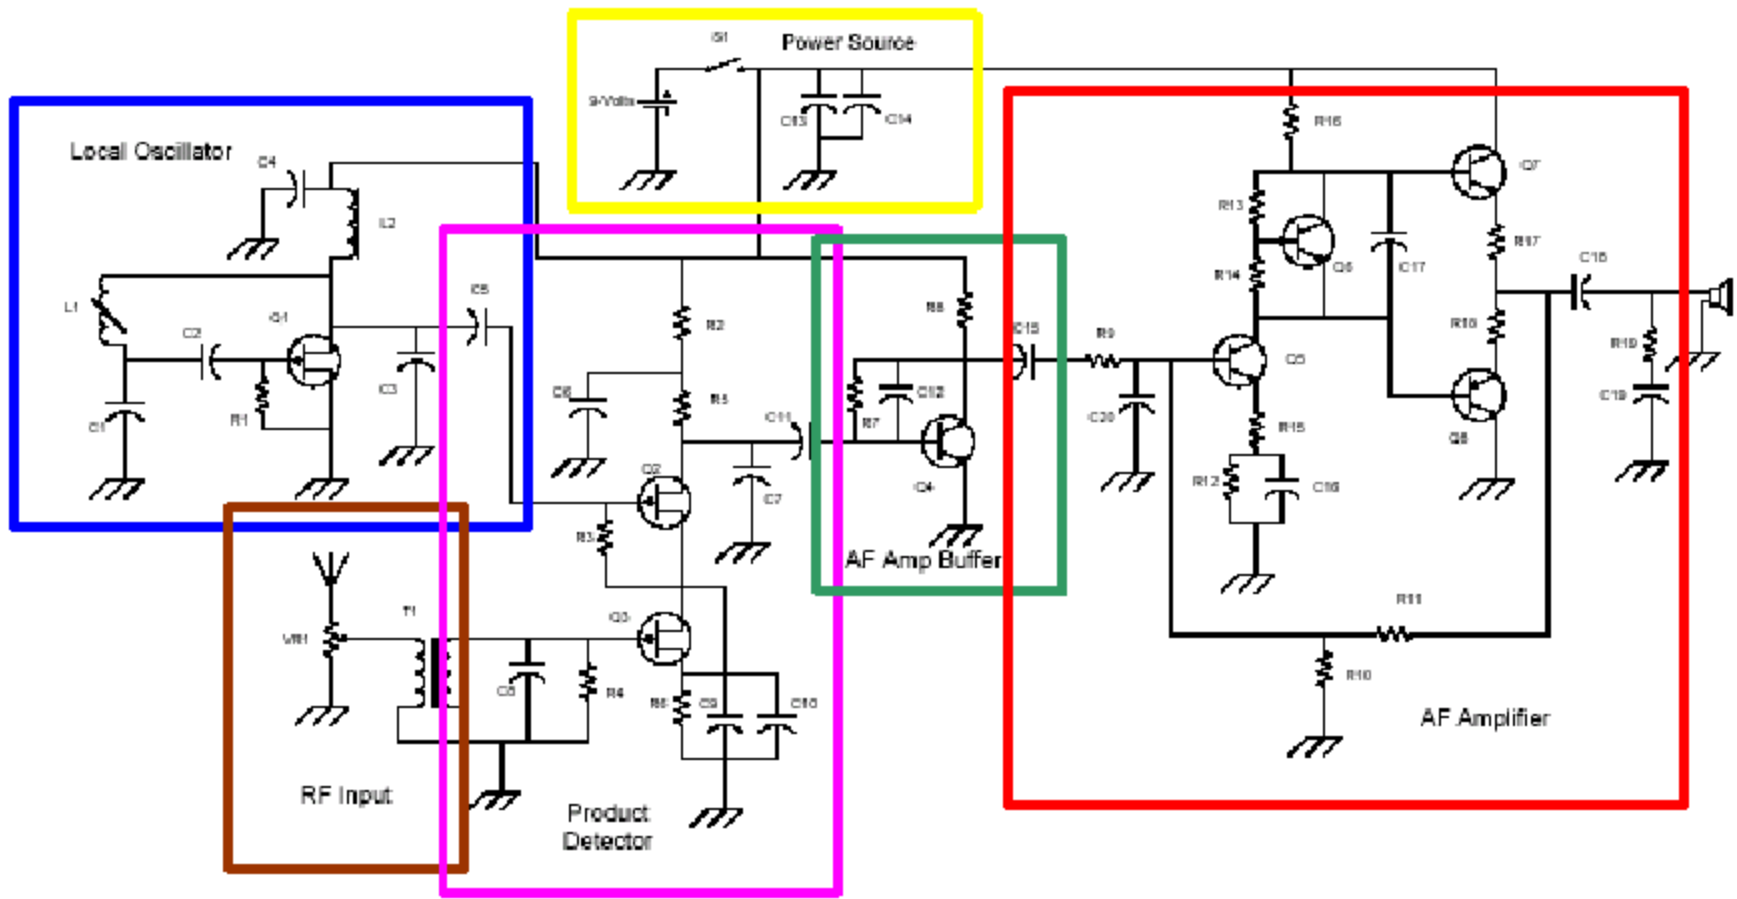 S1
Power Source
9-Volts
C13
C14
Local Oscillator
C4
L2
L1
C2
Q1
C3
R1
C1
C5
R2
C6
R5
C11
Q2
C7
R3
Q3
R4
R6
C9
C10
T1
VR1
RF Input
Product
Detector
R7
C12
Q4
C15
AF Amp Buffer
R9
C20
R16
R13
R14
Q6
C17
Q7
R17
C18
R19
C19
Q5
R15
R12
C16
Q8
R11
R10
AF Amplifier